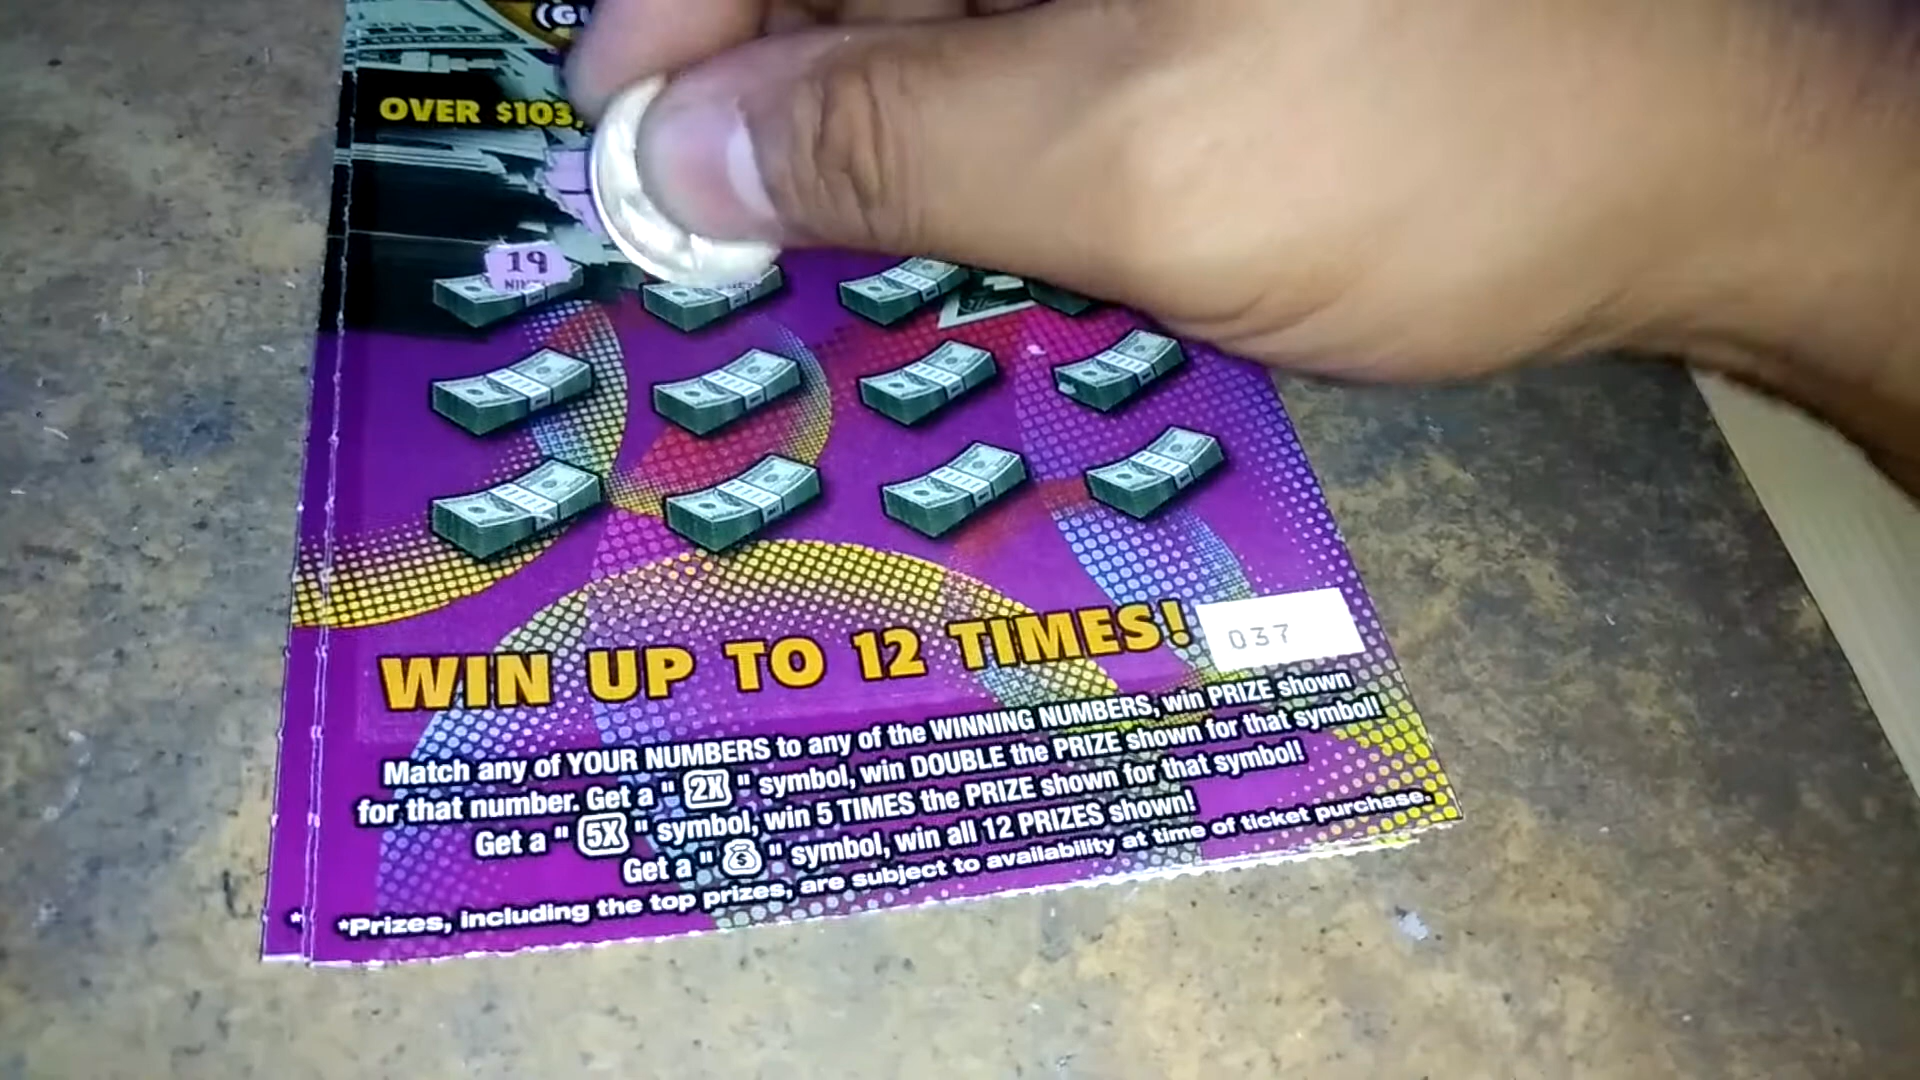 OVER $103,
19
WIN UP TO 12 TIMES!
037
Match any of YOUR NUMBERS to any of the WINNING NUMBERS, win PRIZE shown
for that number. Get a " 2X " symbol, win DOUBLE the PRIZE shown for that symbol!
Get a " 5X " symbol, win 5 TIMES the PRIZE shown for that symbol!
Get a " $ " symbol, win all 12 PRIZES shown!
*Prizes, including the top prizes, are subject to availability at time of ticket purchase.
*